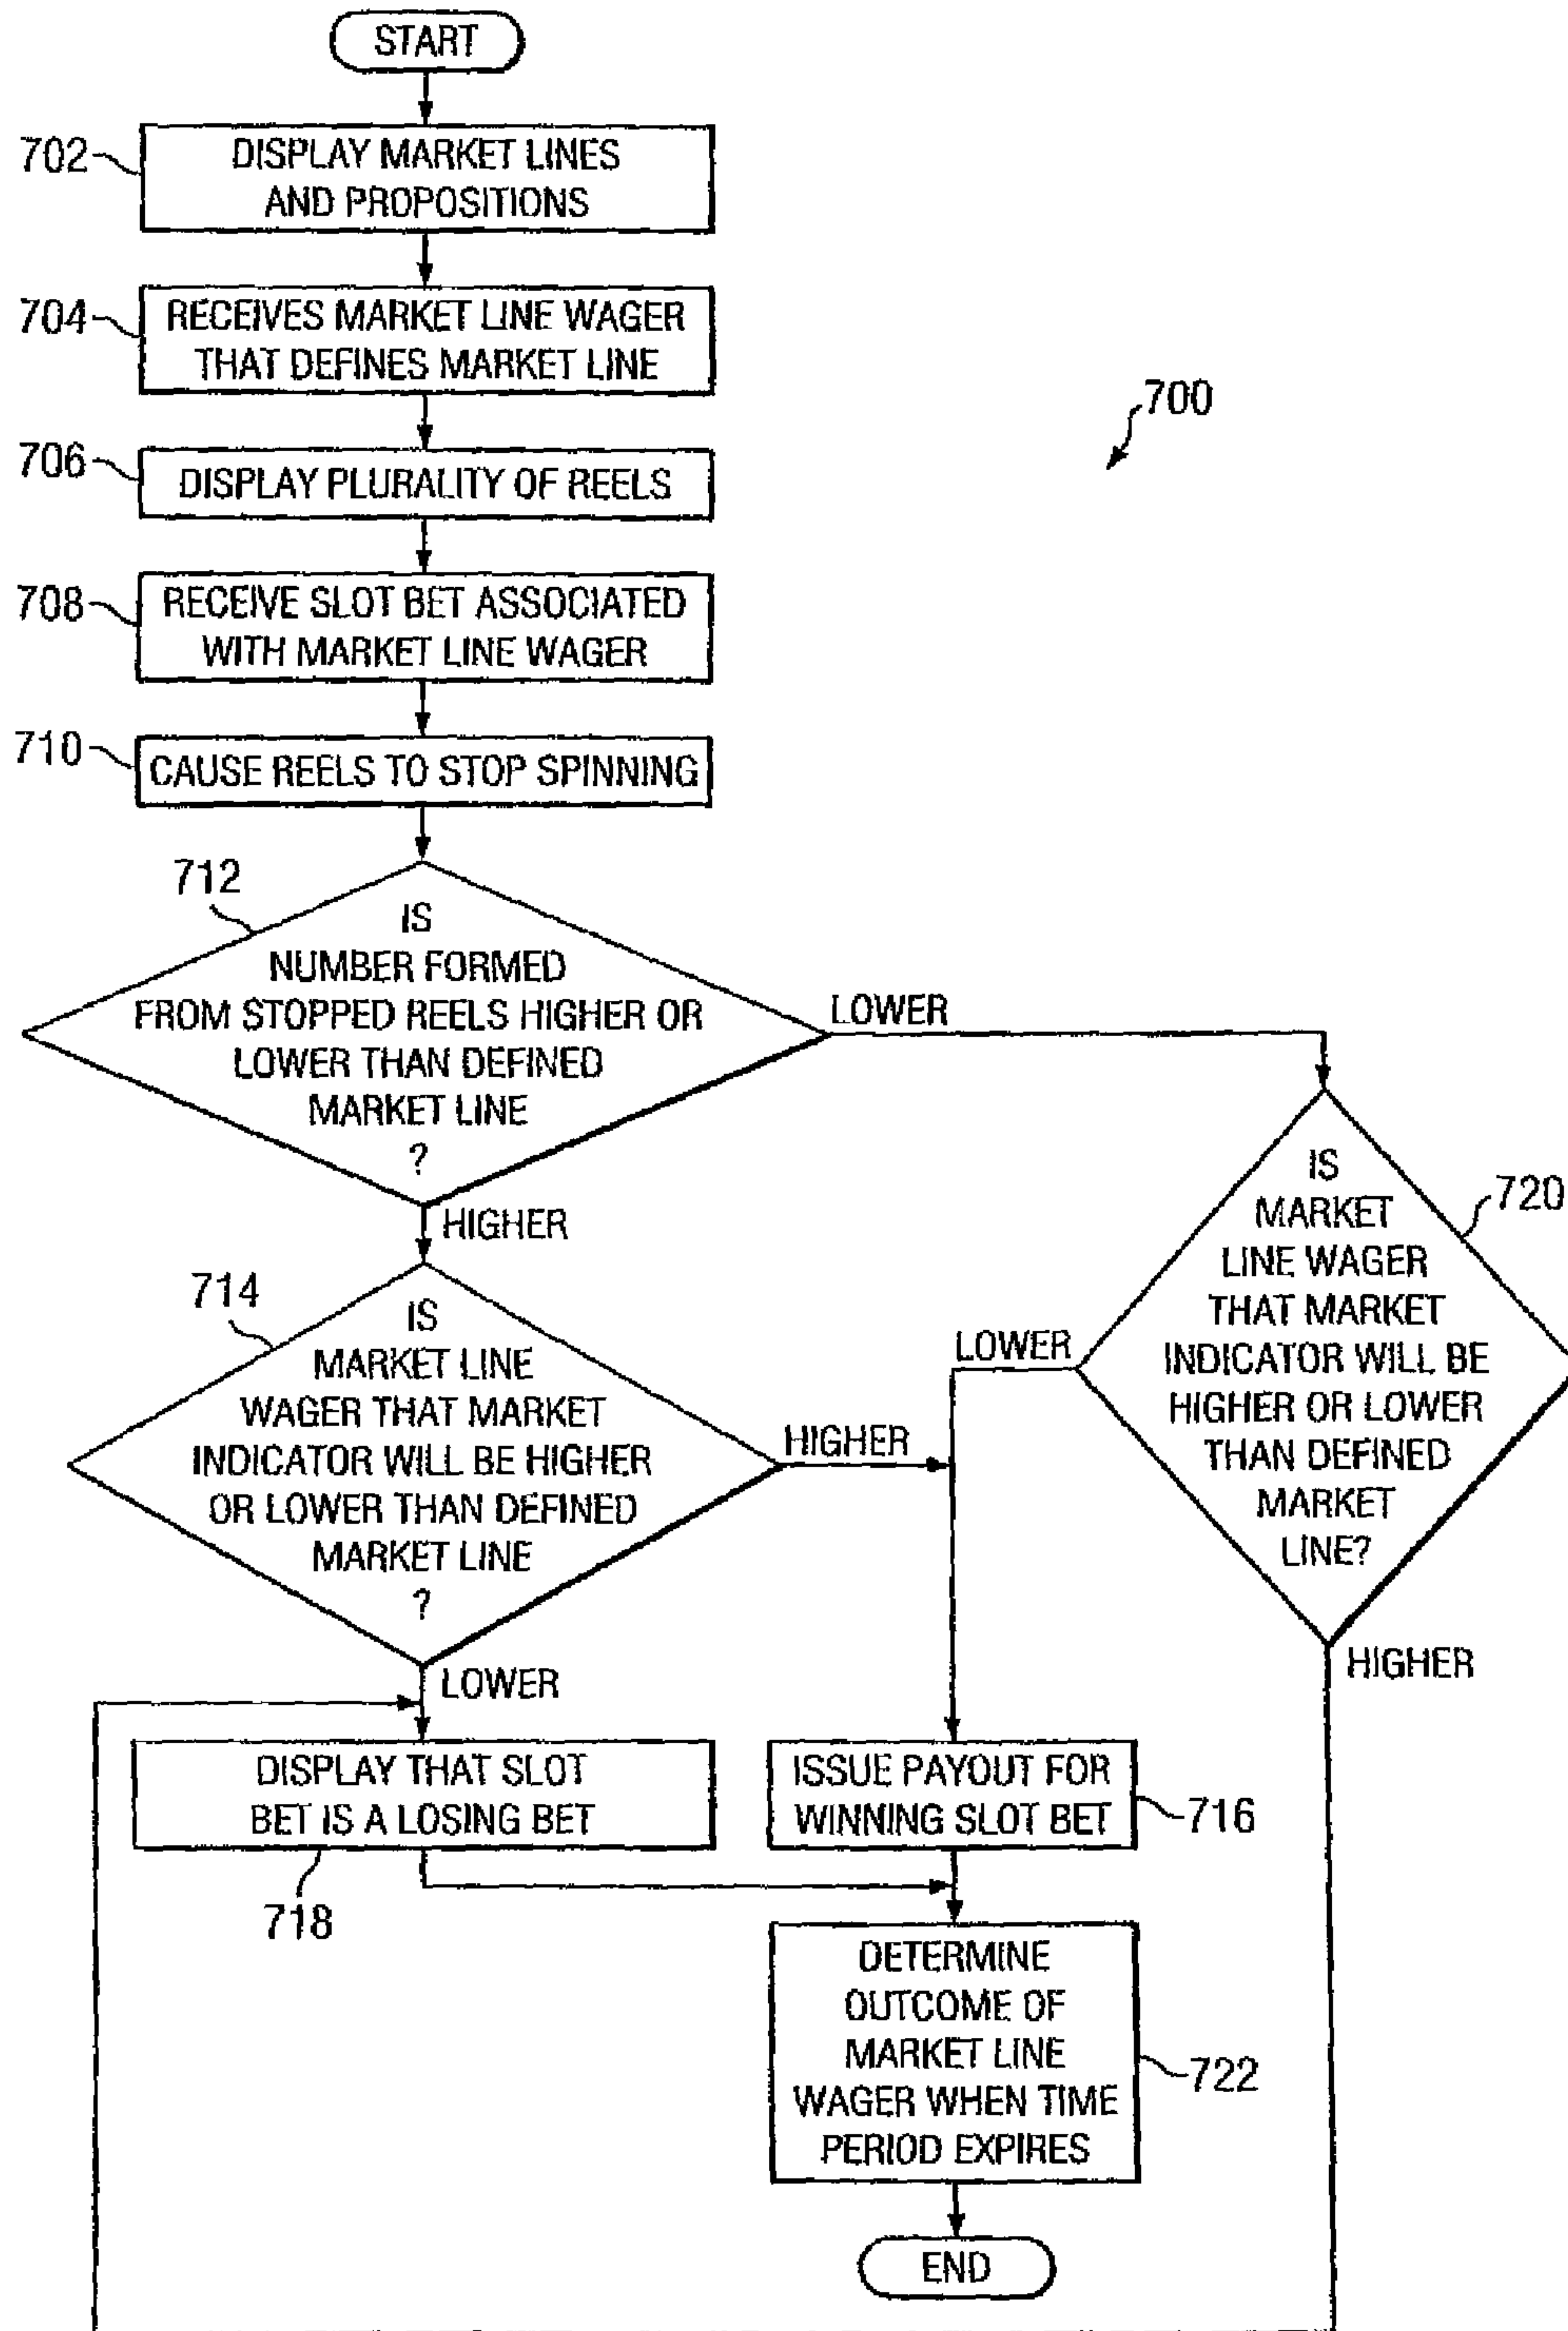 START
702
DISPLAY MARKET LINES
AND PROPOSITIONS
704
RECEIVES MARKET LINE WAGER
THAT DEFINES MARKET LINE
700
706
DISPLAY PLURALITY OF REELS
708
RECEIVE SLOT BET ASSOCIATED
WITH MARKET LINE WAGER
710
CAUSE REELS TO STOP SPINNING
712
IS
NUMBER FORMED
FROM STOPPED REELS HIGHER OR
LOWER THAN DEFINED
MARKET LINE
?
LOWER
HIGHER
714
IS
MARKET LINE
WAGER THAT MARKET
INDICATOR WILL BE HIGHER
OR LOWER THAN DEFINED
MARKET LINE
?
HIGHER
LOWER
720
IS
MARKET
LINE WAGER
THAT MARKET
INDICATOR WILL BE
HIGHER OR LOWER
THAN DEFINED
MARKET
LINE?
LOWER
HIGHER
DISPLAY THAT SLOT
BET IS A LOSING BET
718
ISSUE PAYOUT FOR
WINNING SLOT BET
716
DETERMINE
OUTCOME OF
MARKET LINE
WAGER WHEN TIME
PERIOD EXPIRES
722
END